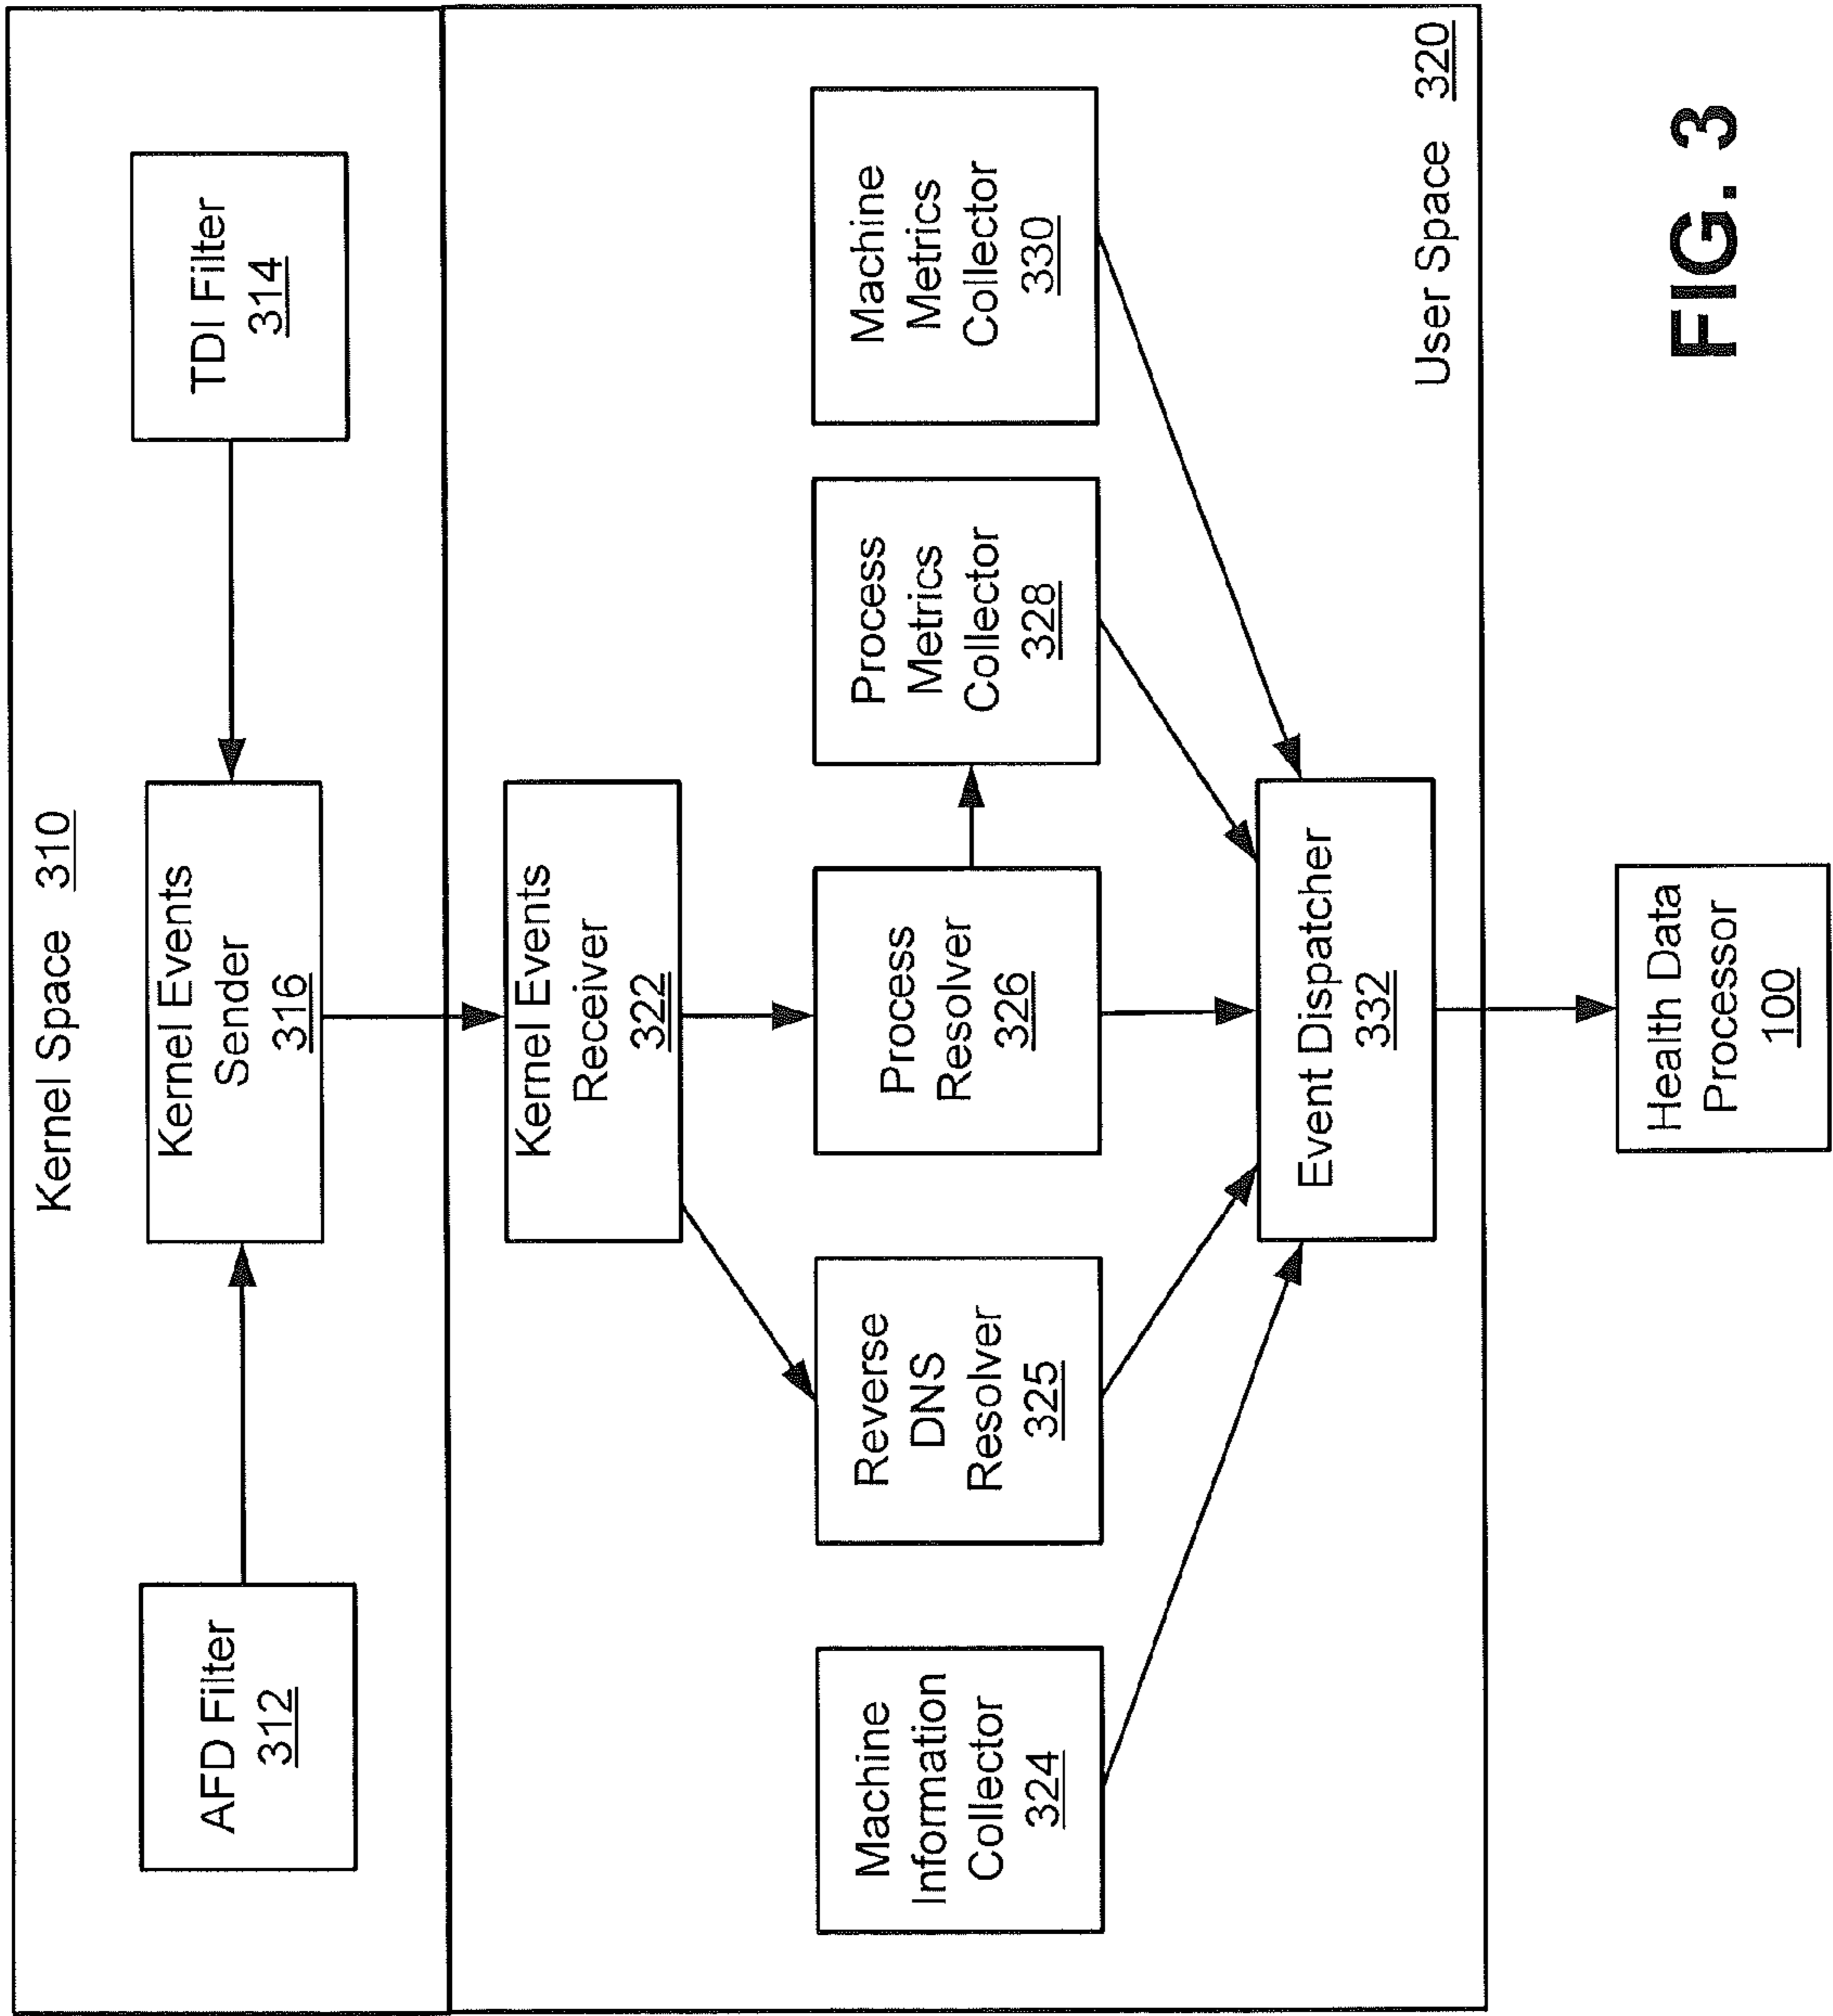 Kernel Space 310
AFD Filter
312
Kernel Events
Sender
316
TDI Filter
314
Kernel Events
Receiver
322
Machine
Information
Collector
324
Reverse
DNS
Resolver
325
Process
Resolver
326
Process
Metrics
Collector
328
Machine
Metrics
Collector
330
Event Dispatcher
332
User Space 320
Health Data
Processor
100
FIG. 3